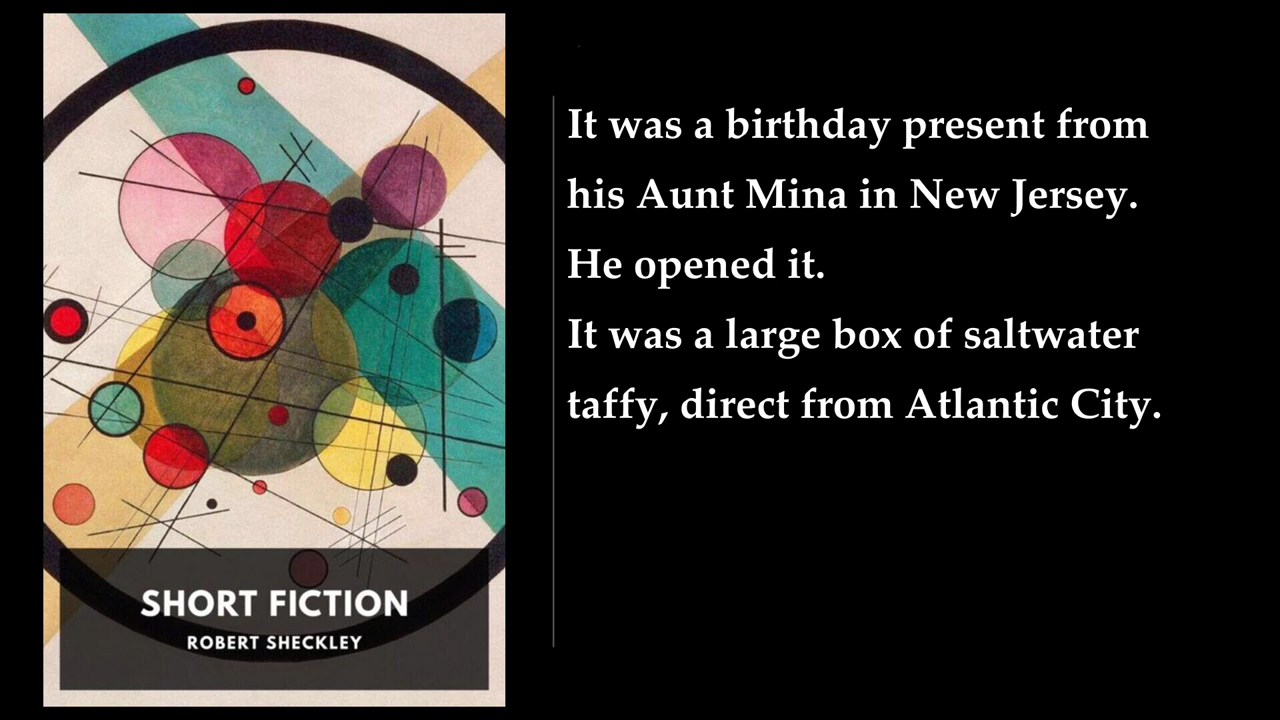 It was a birthday present from
his Aunt Mina in New Jersey.
He opened it.
It was a large box of saltwater
taffy, direct from Atlantic City.
SHORT FICTION
ROBERT SHECKLEY